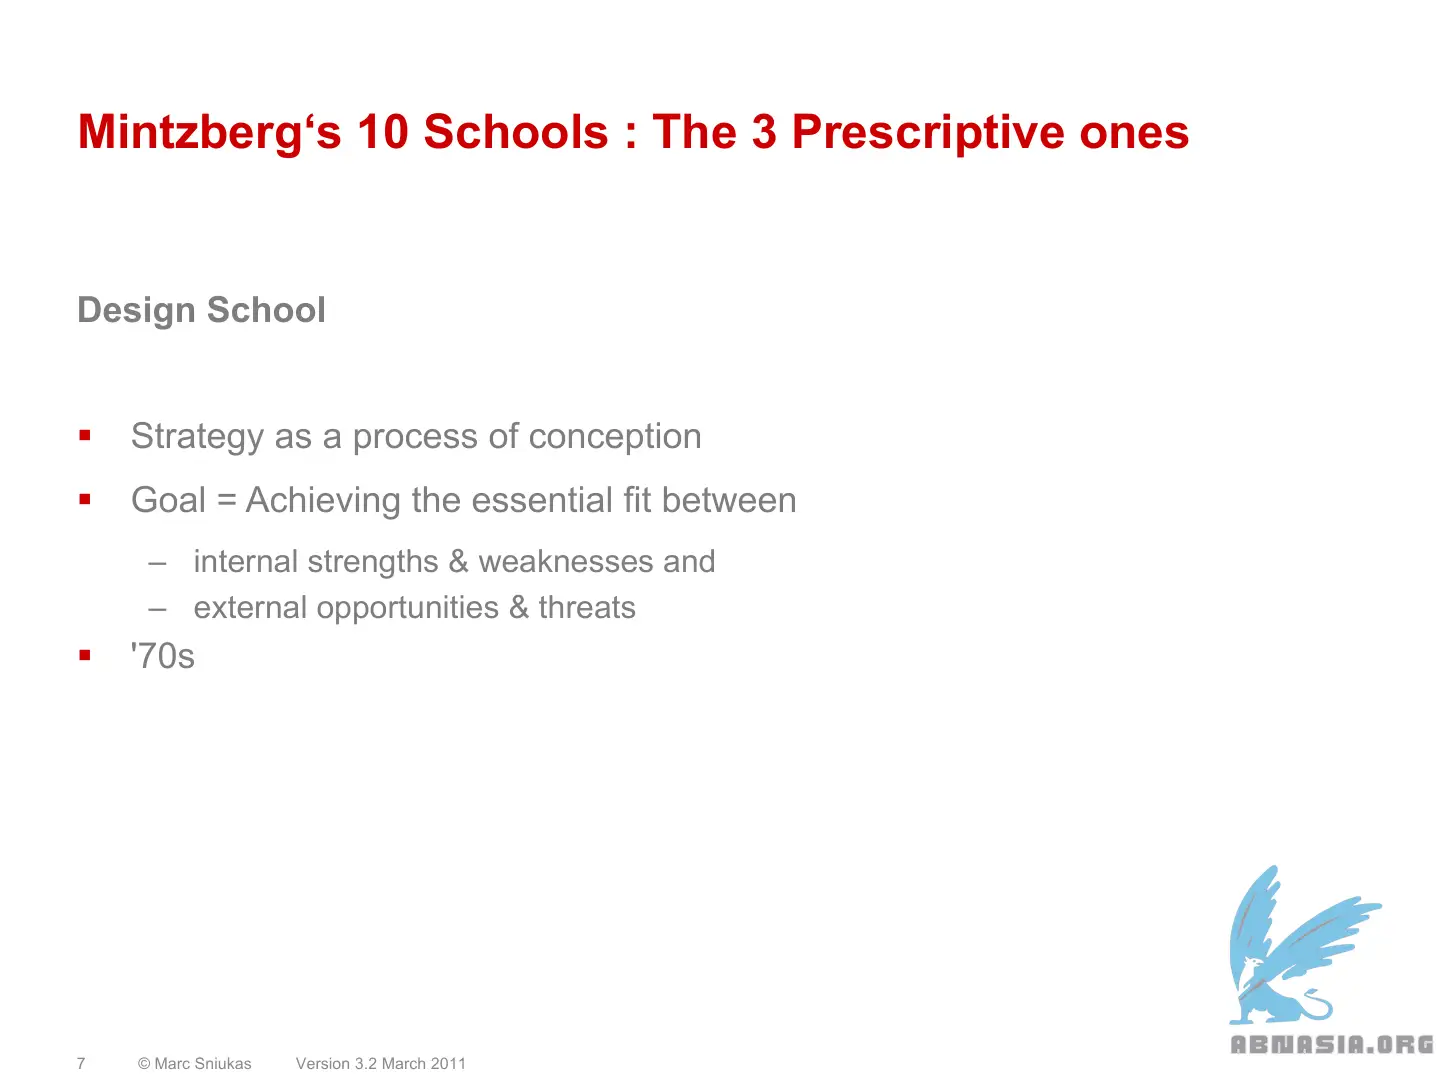 Mintzberg‘s 10 Schools : The 3 Prescriptive ones
Design School
▪ Strategy as a process of conception
▪ Goal = Achieving the essential fit between
– internal strengths & weaknesses and
– external opportunities & threats
▪ '70s
7 © Marc Sniukas Version 3.2 March 2011
ABNASIA.ORG